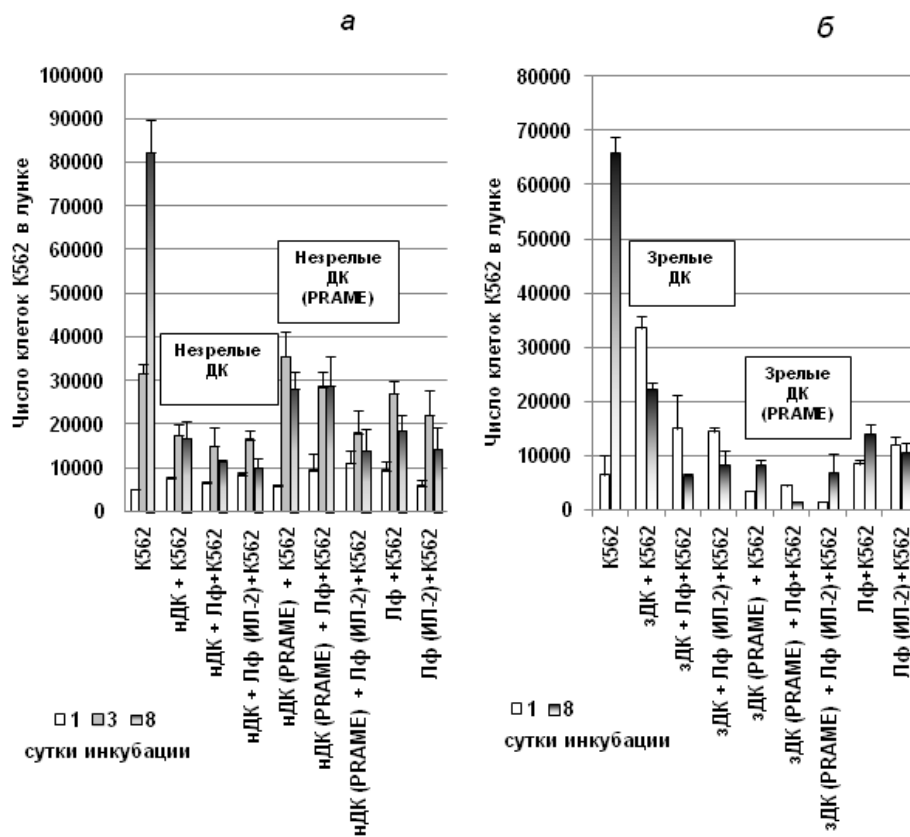 а
Число клеток К562 в лунке
100000
90000
80000
70000
60000
50000
40000
30000
20000
10000
0
Незрелые
ДК
Незрелые
ДК
(PRAME)
К562
нДК + К562
нДК + Лф+К562
нДК + Лф (ИЛ-2)+К562
нДК (PRAME) + К562
нДК (PRAME) + Лф+К562
нДК (PRAME) + Лф (ИЛ-2)+К562
Лф +К562
Лф (ИЛ-2)+К562
1 3 8
сутки инкубации
б
Число клеток К562 в лунке
80000
70000
60000
50000
40000
30000
20000
10000
0
Зрелые
ДК
Зрелые
ДК
(PRAME)
К562
зДК + К562
зДК + Лф+К562
зДК + Лф (ИЛ-2)+К562
зДК (PRAME) + К562
зДК (PRAME) + Лф+К562
зДК (PRAME) + Лф (ИЛ-2)+К562
Лф+К562
Лф (ИЛ-2)+К562
1 8
сутки инкубации